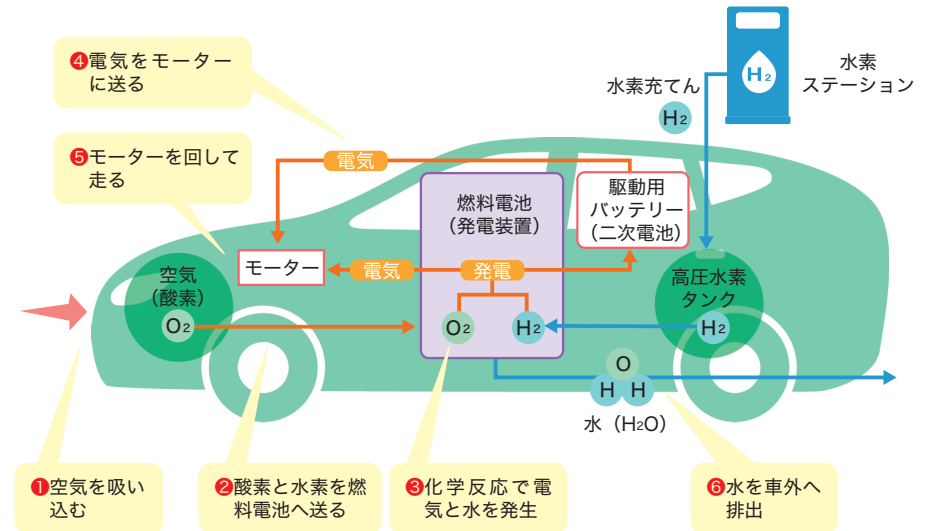 ❹電気をモーター
に送る
水素充てん
H2
H2
水素
ステーション
❺モーターを回して
走る
電気
燃料電池
(発電装置)
駆動用
バッテリー
(二次電池)
空気
(酸素)
O2
モーター
電気
発電
O2
H2
高圧水素
タンク
H2
O
H H
水(H2O)
❶空気を吸い
込む
❷酸素と水素を燃
料電池へ送る
❸化学反応で電
気と水を発生
❻水を車外へ
排出